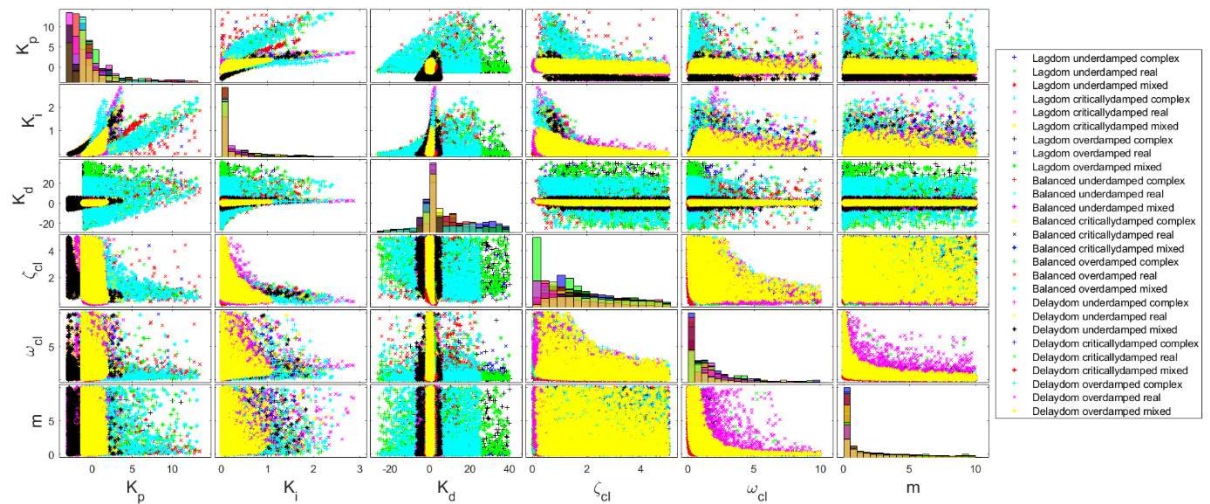 K_p
10
5
0
K_i
2
1
K_d
20
0
-20
ζ_cl
4
2
ω_cl
5
m
5
0 5 10
0 1 2 3
-20 0 20 40
0 2 4
0 5 10
0 5 10
K_p K_i K_d ζ_cl ω_cl m
Lagdom underdamped complex
Lagdom underdamped real
Lagdom underdamped mixed
Lagdom criticallydamped complex
Lagdom criticallydamped real
Lagdom criticallydamped mixed
Lagdom overdamped complex
Lagdom overdamped real
Lagdom overdamped mixed
Balanced underdamped complex
Balanced underdamped real
Balanced underdamped mixed
Balanced criticallydamped complex
Balanced criticallydamped real
Balanced criticallydamped mixed
Balanced overdamped complex
Balanced overdamped real
Balanced overdamped mixed
Delaydom underdamped complex
Delaydom underdamped real
Delaydom underdamped mixed
Delaydom criticallydamped complex
Delaydom criticallydamped real
Delaydom criticallydamped mixed
Delaydom overdamped complex
Delaydom overdamped real
Delaydom overdamped mixed